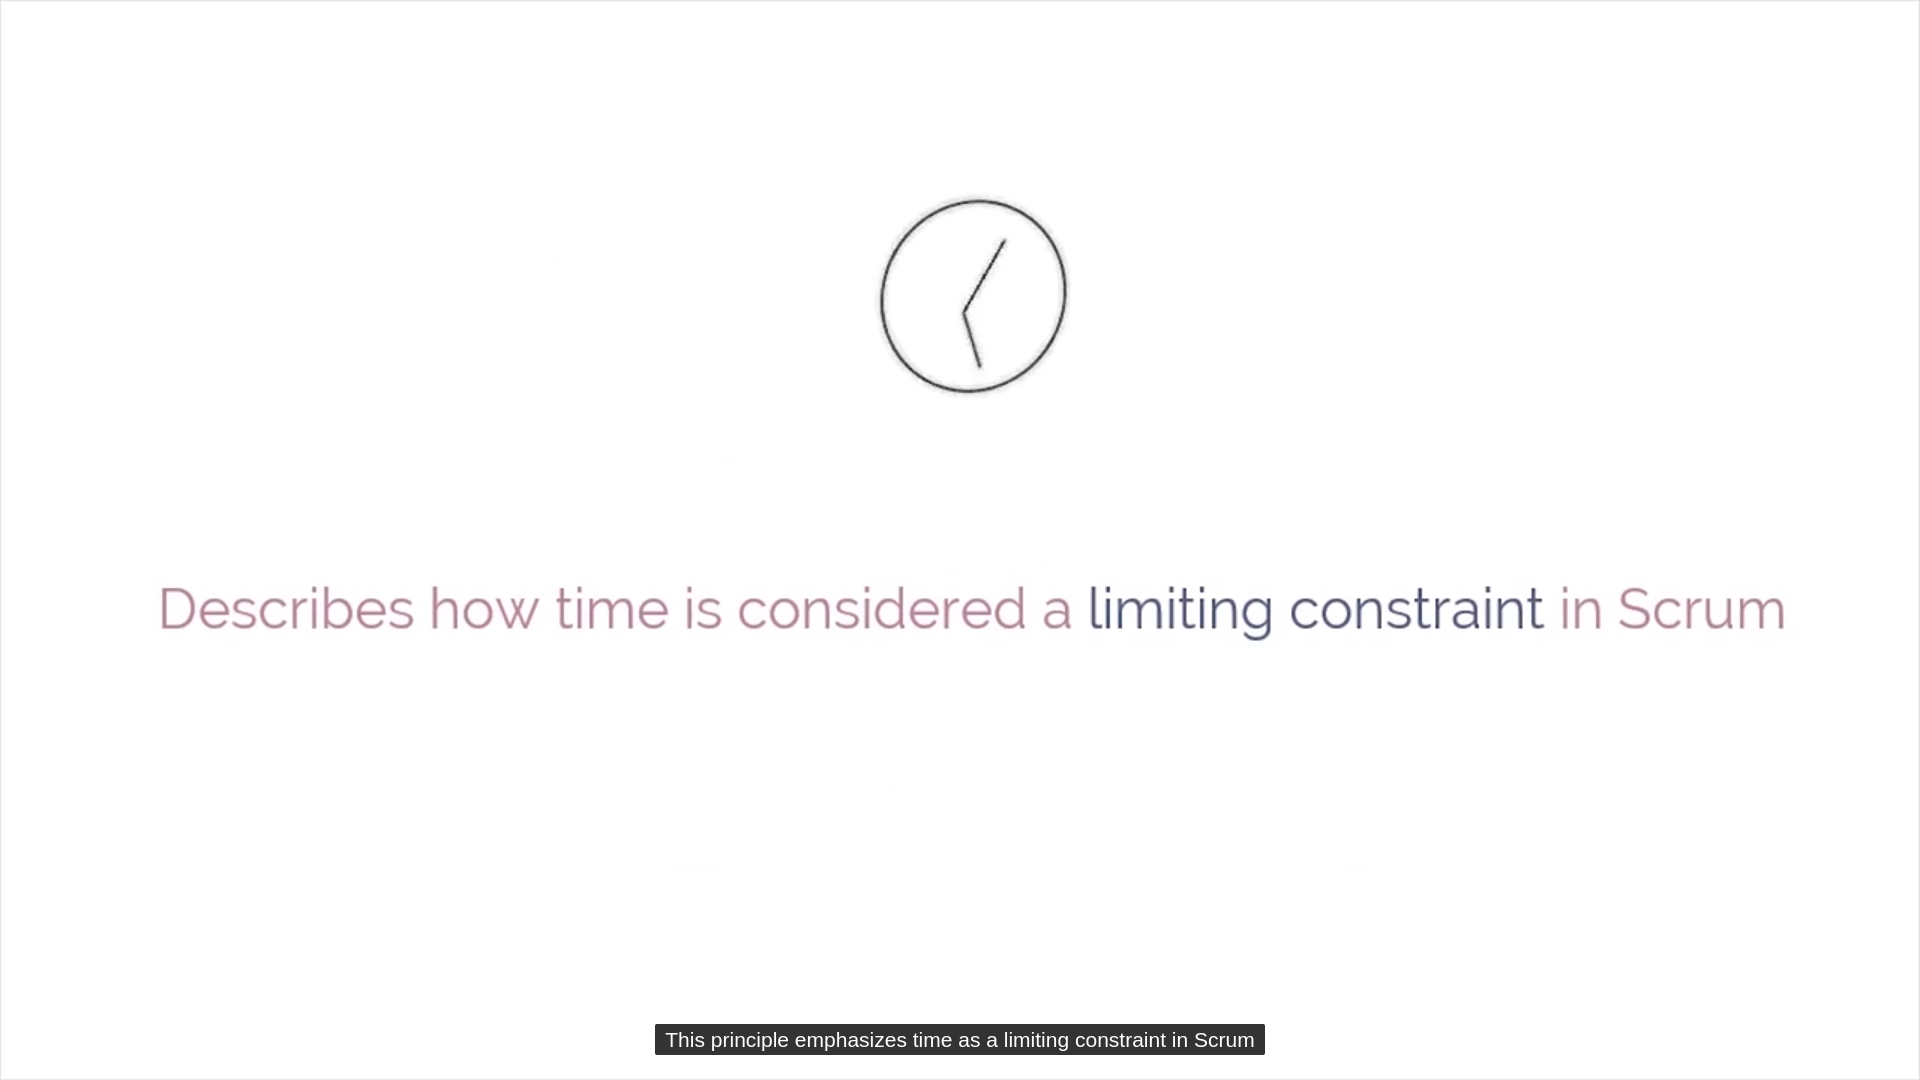 Describes how time is considered a limiting constraint in Scrum
This principle emphasizes time as a limiting constraint in Scrum